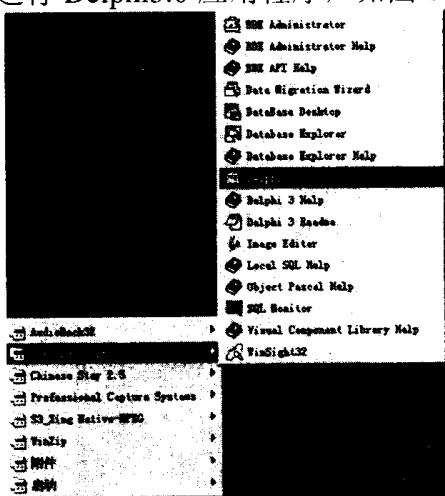 Delphi3.0 应用程序，如图
BDE Administrator
BDE Administrator Help
BDE API Help
Data Migration Wizard
DataBase Desktop
Database Explorer
Database Explorer Help
Delphi 3 Help
Delphi 3 Readme
Image Editor
Local SQL Help
Object Pascal Help
SQL Monitor
Visual Component Library Help
WinSight32
AudioRack32
Chinese Star 2.5
Professional Capture Systems
S3_Xing Native-MPEG
WinZip
附件
启动